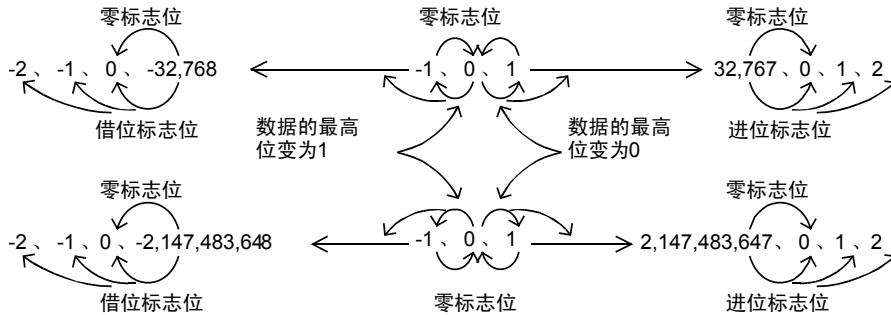 零标志位 零标志位 零标志位
-2、-1、0、-32,768 -1、0、1 32,767、0、1、2
借位标志位 数据的最高位变为1 数据的最高位变为0 进位标志位
零标志位 零标志位
-2、-1、0、-2,147,483,648 -1、0、1 2,147,483,647、0、1、2
借位标志位 零标志位 进位标志位